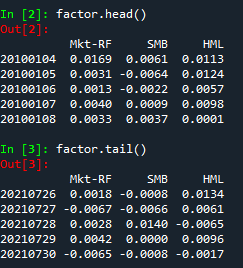 In [2]: factor.head()
Out[2]:
Mkt-RF SMB HML
20100104 0.0169 0.0061 0.0113
20100105 0.0031 -0.0064 0.0124
20100106 0.0013 -0.0022 0.0057
20100107 0.0040 0.0009 0.0098
20100108 0.0033 0.0037 0.0001
In [3]: factor.tail()
Out[3]:
Mkt-RF SMB HML
20210726 0.0018 -0.0008 0.0134
20210727 -0.0067 -0.0066 0.0061
20210728 0.0028 0.0140 -0.0065
20210729 0.0042 0.0000 0.0096
20210730 -0.0065 -0.0008 -0.0017